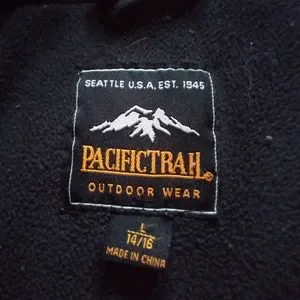 SEATTLE U.S.A. EST. 1945
PACIFICTRAIL®
OUTDOOR WEAR
L
14/16
MADE IN CHINA